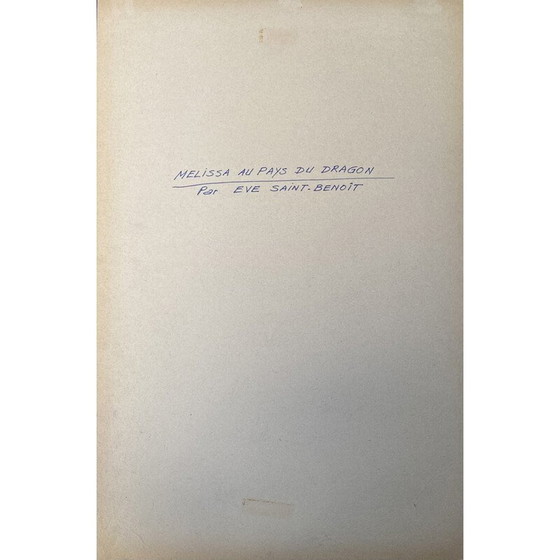 MELISSA AU PAYS DU DRAGON
Par EVE SAINT-BENOÎT